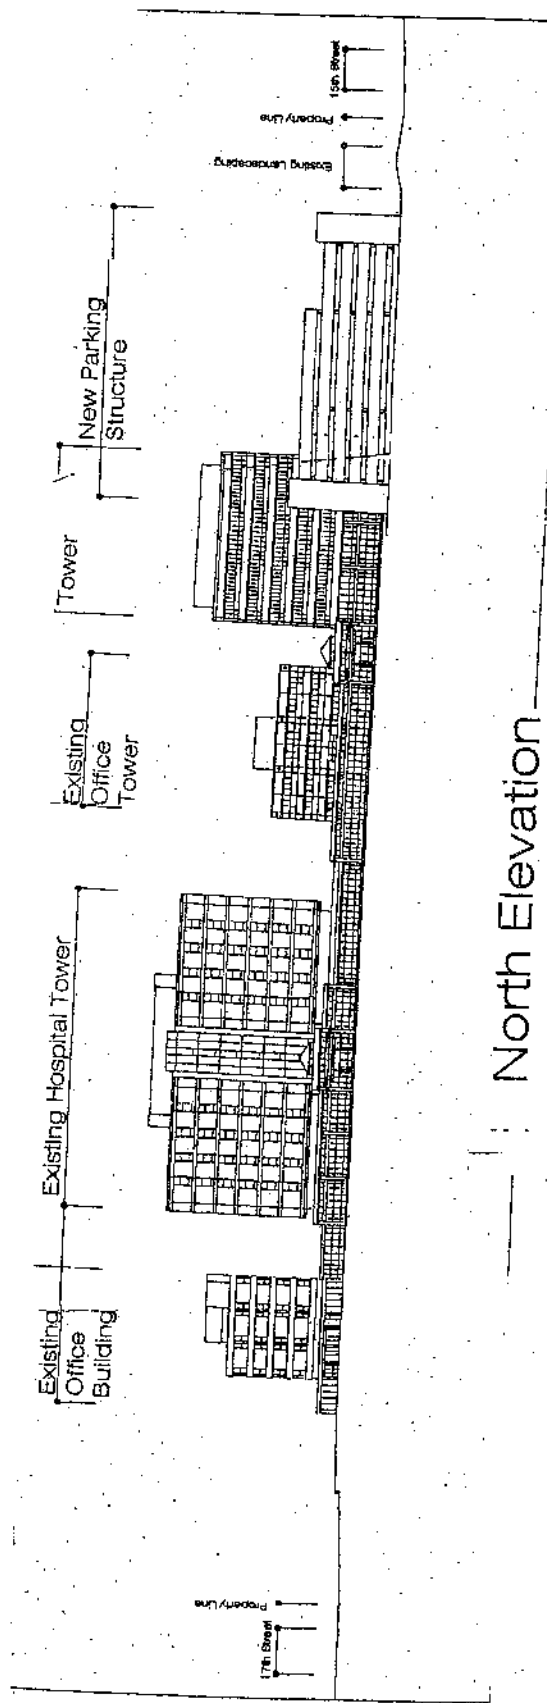 17th Street
Property Line
Existing
Office
Building
Existing Hospital Tower
Existing
Office
Tower
Tower
New Parking
Structure
Existing Landscaping
Property Line
15th Street
North Elevation